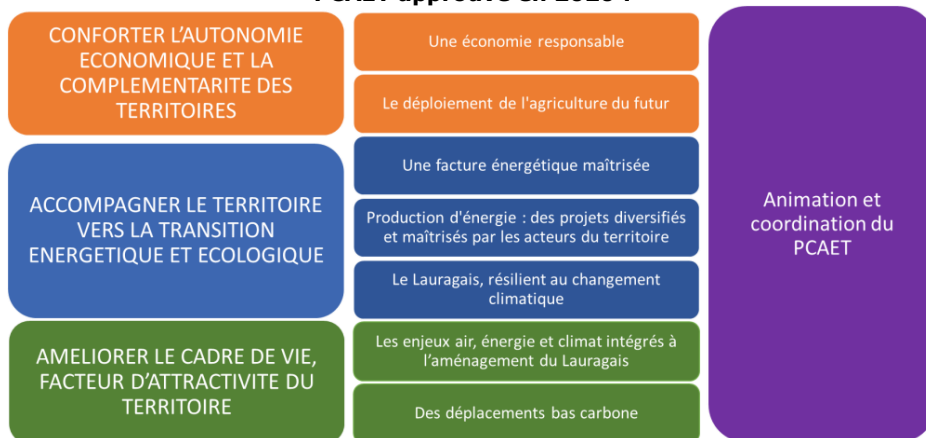 CONFORTER L'AUTONOMIE
ECONOMIQUE ET LA
COMPLEMENTARITE DES
TERRITOIRES
Une économie responsable
Le déploiement de l'agriculture du futur
ACCOMPAGNER LE TERRITOIRE
VERS LA TRANSITION
ENERGETIQUE ET ECOLOGIQUE
Une facture énergétique maîtrisée
Production d'énergie : des projets diversifiés
et maîtrisés par les acteurs du territoire
Le Lauragais, résilient au changement
climatique
AMELIORER LE CADRE DE VIE,
FACTEUR D'ATTRACTIVITE DU
TERRITOIRE
Les enjeux air, énergie et climat intégrés à
l'aménagement du Lauragais
Des déplacements bas carbone
Animation et
coordination du
PCAET